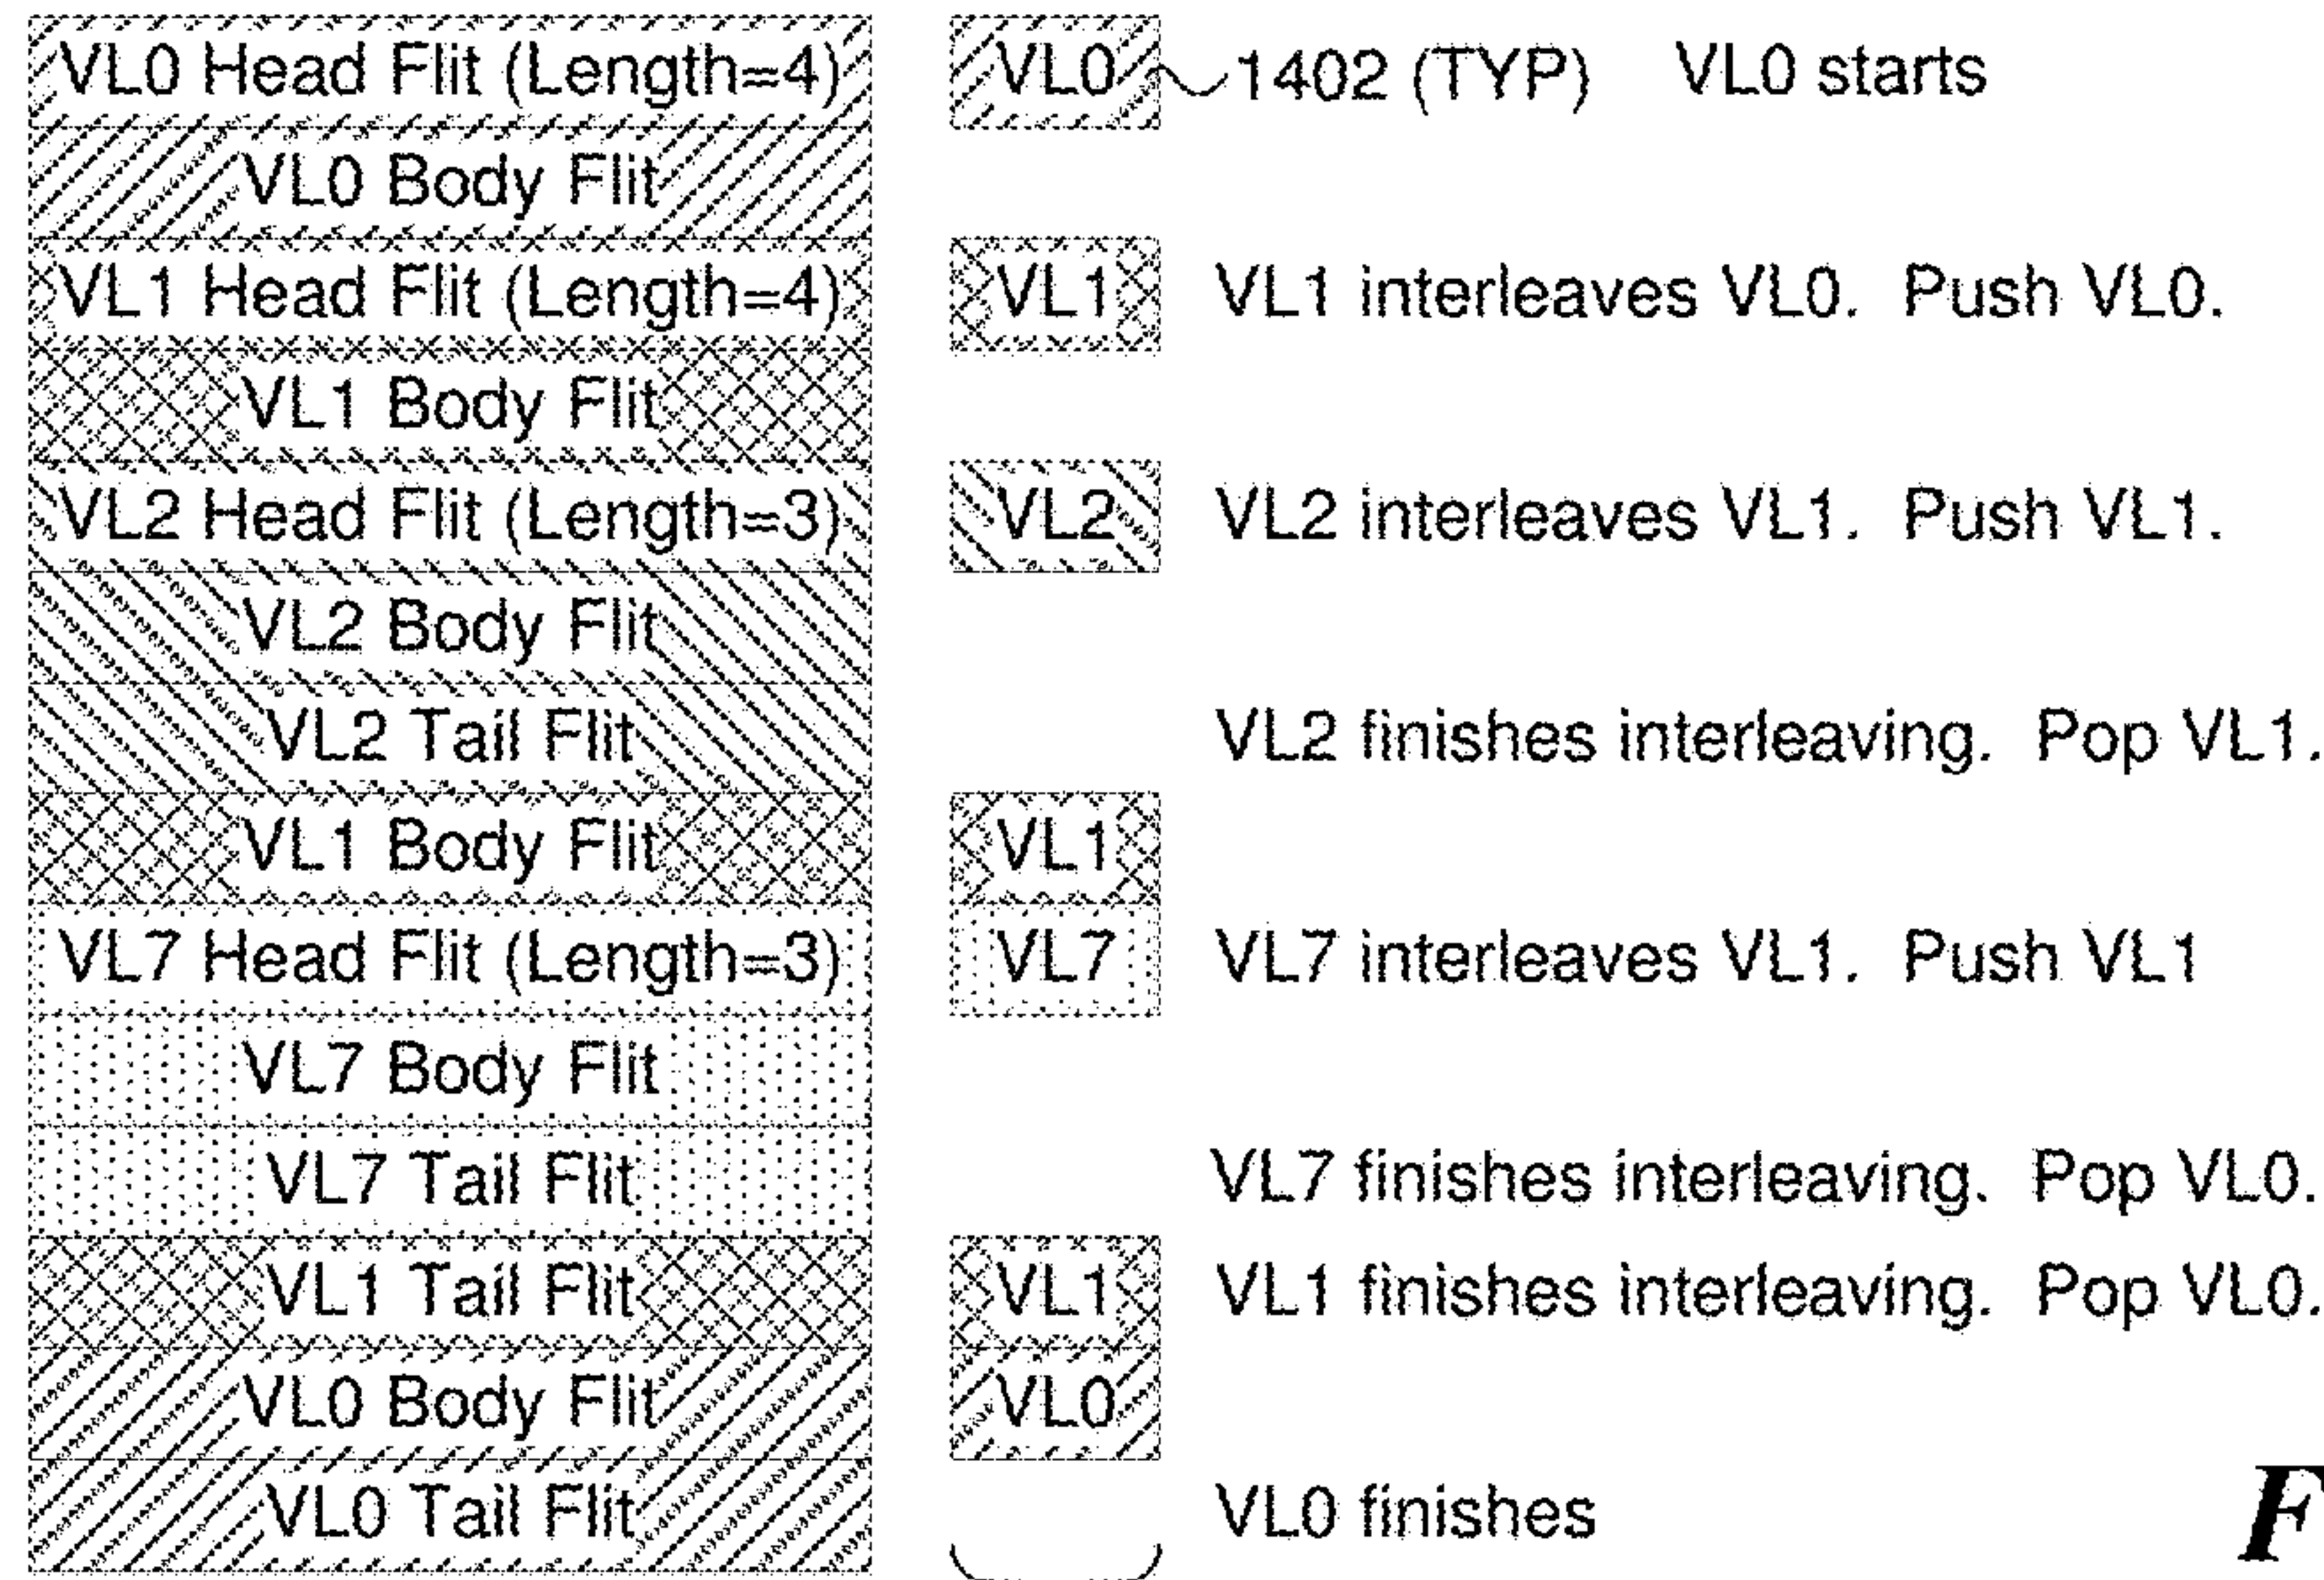 VL0 Head Flit (Length=4) VL0 1402 (TYP) VL0 starts
VL0 Body Flit
VL1 Head Flit (Length=4) VL1 VL1 interleaves VL0. Push VL0.
VL1 Body Flit
VL2 Head Flit (Length=3) VL2 VL2 interleaves VL1. Push VL1.
VL2 Body Flit
VL2 Tail Flit VL2 finishes interleaving. Pop VL1.
VL1 Body Flit VL1
VL7 Head Flit (Length=3) VL7 VL7 interleaves VL1. Push VL1
VL7 Body Flit
VL7 Tail Flit VL7 finishes interleaving. Pop VL0.
VL1 Tail Flit VL1 VL1 finishes interleaving. Pop VL0.
VL0 Body Flit VL0
VL0 Tail Flit VL0 finishes
F